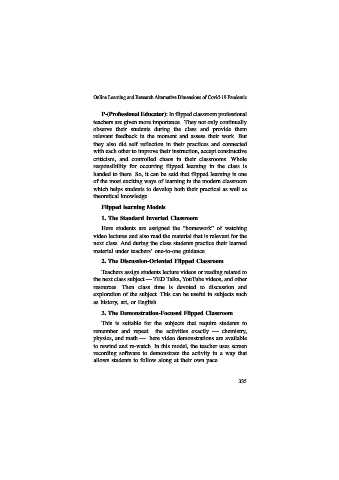 Online Learning and Research Alternative Dimensions of Covid-19 Pandemic
P-(Professional Educator): In flipped classroom professional
teachers are given more importance. They not only continually
observe their students during the class and provide them
relevant feedback in the moment and assess their work. But
they also did self reflection in their practices and connected
with each other to improve their instruction, accept constructive
criticism, and controlled chaos in their classrooms. Whole
responsibility for occurring flipped learning in the class is
handed to them. So, it can be said that flipped learning is one
of the most exciting ways of learning in the modern classroom
which helps students to develop both their practical as well as
theoretical knowledge.
Flipped learning Models
1. The Standard Inverted Classroom
Here students are assigned the "homework" of watching
video lectures and also read the material that is relevant for the
next class. And during the class students practice their learned
material under teachers' one-to-one guidance.
2. The Discussion-Oriented Flipped Classroom
Teachers assign students lecture videos or reading related to
the next class subject — TED Talks, YouTube videos, and other
resources. Then class time is devoted to discussion and
exploration of the subject. This can be useful in subjects such
as history, art, or English.
3. The Demonstration-Focused Flipped Classroom
This is suitable for the subjects that require students to
remember and repeat the activities exactly — chemistry,
physics, and math — here video demonstrations are available
to rewind and re-watch. In this model, the teacher uses screen
recording software to demonstrate the activity in a way that
allows students to follow along at their own pace.
335